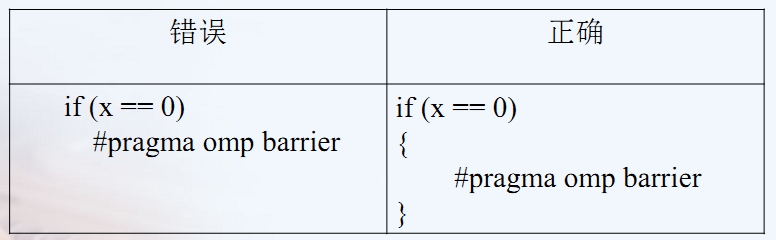 错误
正确
if (x == 0)
#pragma omp barrier
if (x == 0)
{
#pragma omp barrier
}